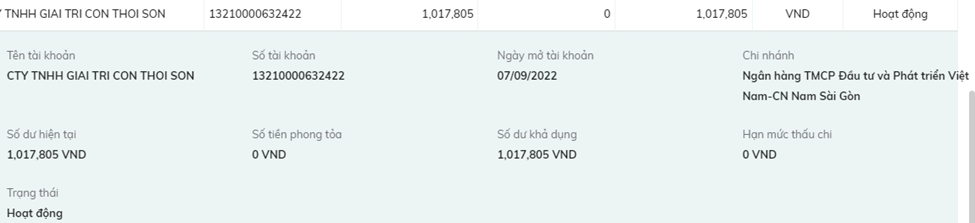 TNHH GIAI TRI CON THOI SON 13210000632422 1,017,805 0 1,017,805 VND Hoạt động
Tên tài khoản Số tài khoản Ngày mở tài khoản Chi nhánh
CTY TNHH GIAI TRI CON THOI SON 13210000632422 07/09/2022 Ngân hàng TMCP Đầu tư và Phát triển Việt
Nam-CN Nam Sài Gòn
Số dư hiện tại Số tiền phong tỏa Số dư khả dụng Hạn mức thấu chi
1,017,805 VND 0 VND 1,017,805 VND 0 VND
Trạng thái
Hoạt động